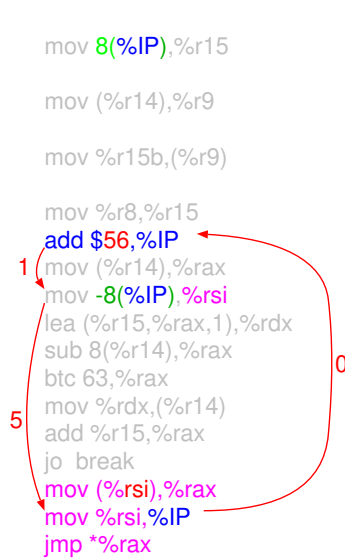 mov 8(%IP),%r15
mov (%r14),%r9
mov %r15b,(%r9)
mov %r8,%r15
add $56,%IP
1
mov (%r14),%rax
mov -8(%IP),%rsi
lea (%r15,%rax,1),%rdx
sub 8(%r14),%rax
0
btc 63,%rax
mov %rdx,(%r14)
5
add %r15,%rax
jo break
mov (%rsi),%rax
mov %rsi,%IP
jmp *%rax